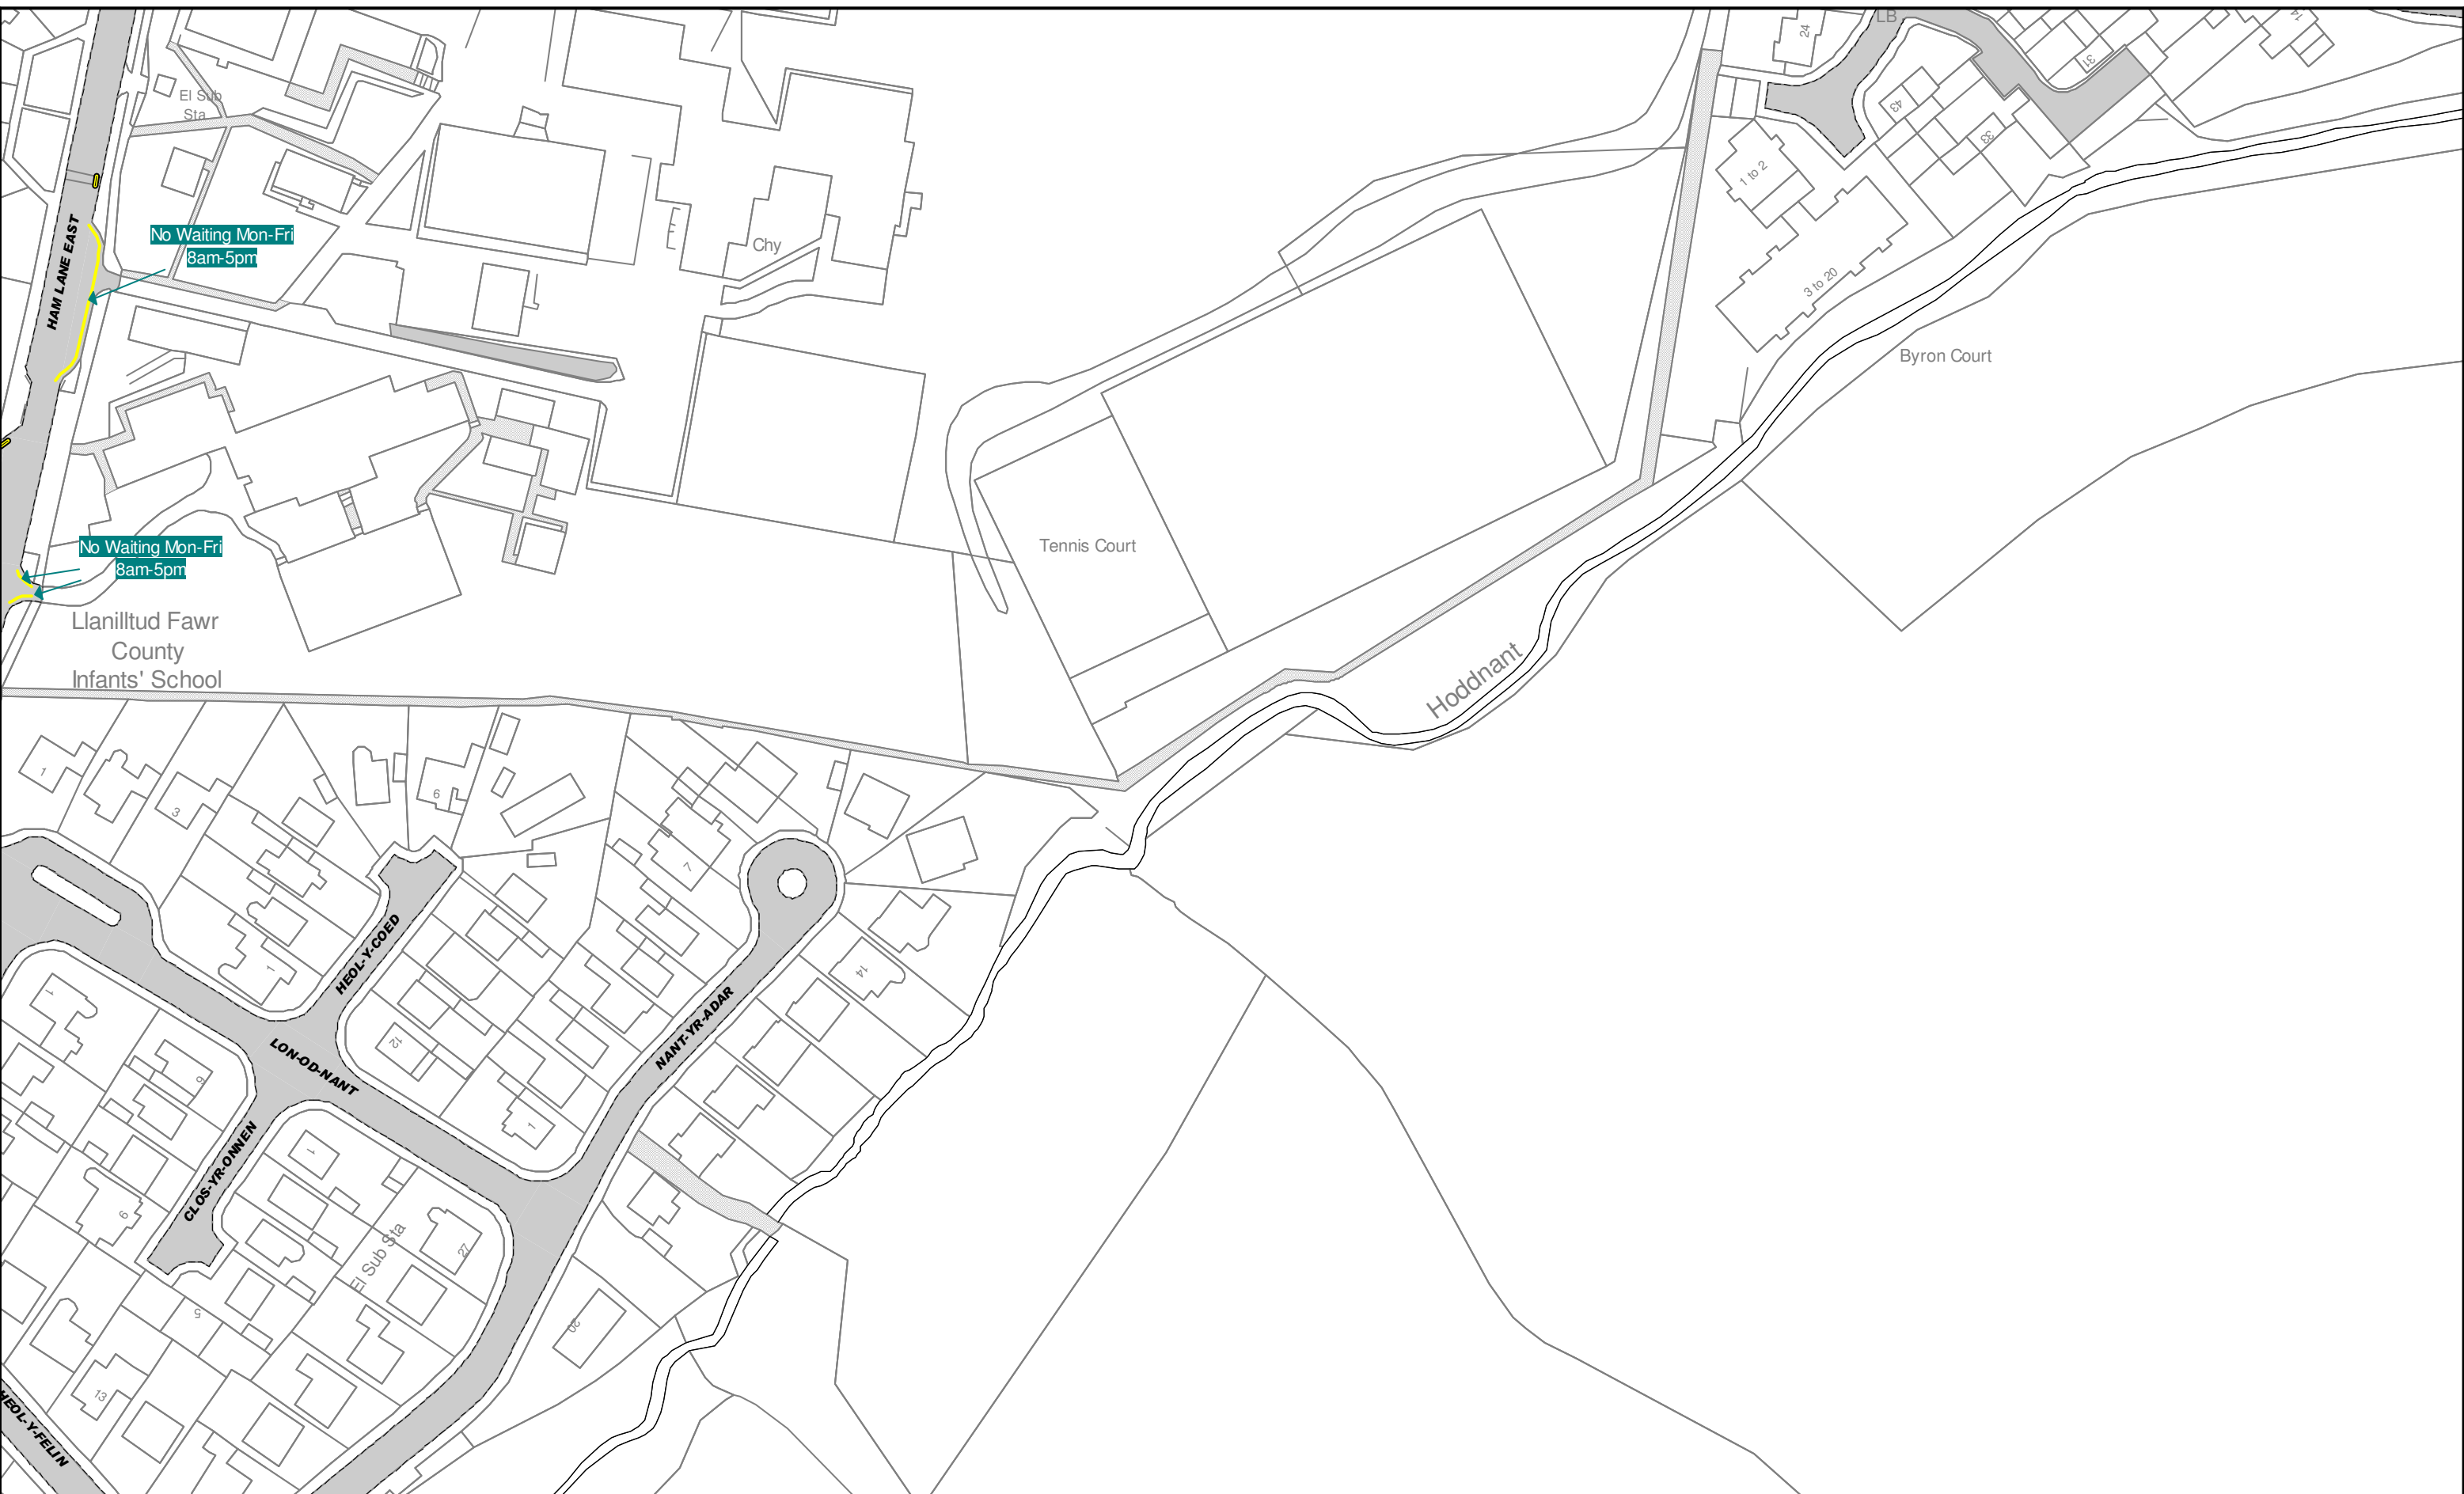 LB
24
14
31
El Sub
Sta
43
33
1 to 2
No Waiting Mon-Fri
8am-5pm
HAM LANE EAST
Chy
3 to 20
Byron Court
Tennis Court
No Waiting Mon-Fri
8am-5pm
Llanilltud Fawr
County
Infants' School
Hoddnant
1
3
6
7
HEOL-Y-COED
1
14
1
NANT-YR-ADAR
12
LON-OD-NANT
9
1
1
CLOS-YR-ONNEN
El Sub Sta
27
5
20
13
HEOL-Y-FELIN